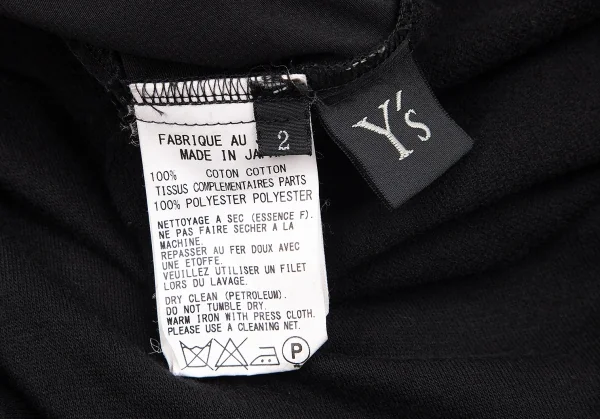 Y's
2
FABRIQUE AU
MADE IN
100% COTON COTTON
TISSUS COMPLEMENTAIRES PARTS
100% POLYESTER POLYESTER
NETTOYAGE A SEC (ESSENCE F).
NE PAS FAIRE SECHER A LA
MACHINE.
REPASSER AU FER DOUX AVEC
UNE ETOFFE.
VEUILLEZ UTILISER UN FILET
LORS DU LAVAGE.
DRY CLEAN (PETROLEUM).
DO NOT TUMBLE DRY.
WARM IRON WITH PRESS CLOTH.
PLEASE USE A CLEANING NET.
P